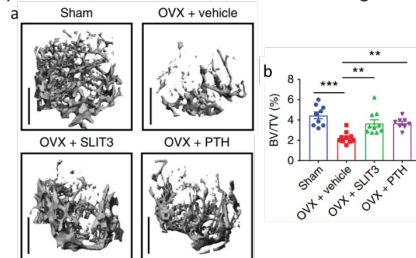 a
Sham
OVX + vehicle
OVX + SLIT3
OVX + PTH
b
**
**
***
BV/TV (%)
8
6
4
2
0
Sham
OVX + vehicle
OVX + SLIT3
OVX + PTH